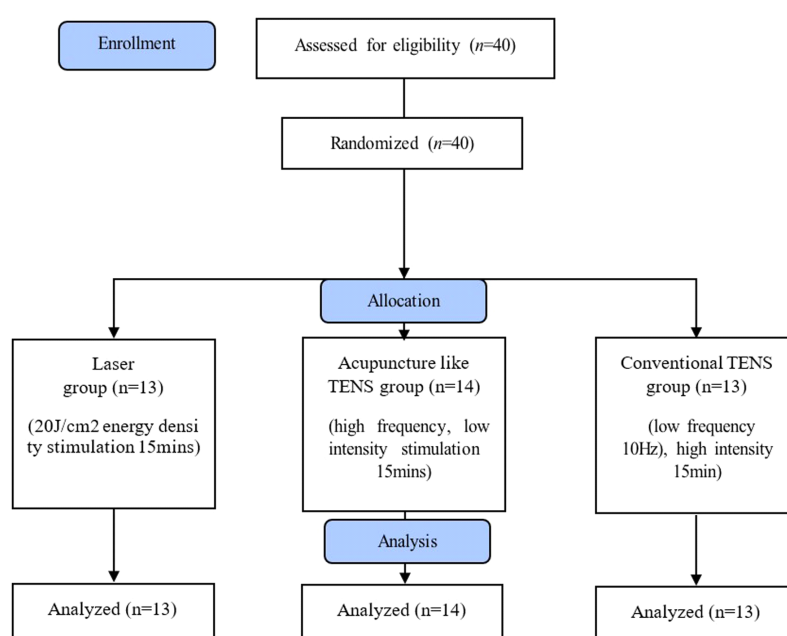 Enrollment
Assessed for eligibility (n=40)
Randomized (n=40)
Allocation
Laser
group (n=13)
(20J/cm2 energy densi
ty stimulation 15mins)
Acupuncture like
TENS group (n=14)
(high frequency, low
intensity stimulation
15mins)
Conventional TENS
group (n=13)
(low frequency
10Hz), high intensity
15min)
Analysis
Analyzed (n=13)
Analyzed (n=14)
Analyzed (n=13)